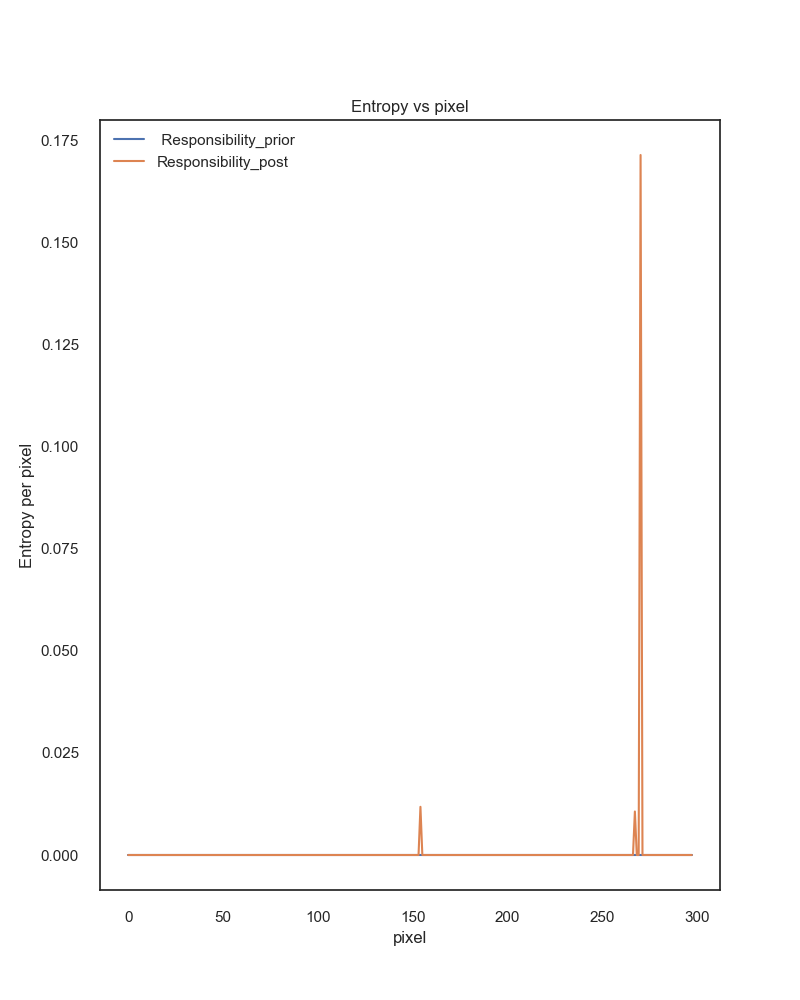 Entropy vs pixel
Responsibility_prior
Responsibility_post
0.175
0.150
0.125
0.100
0.075
0.050
0.025
0.000
Entropy per pixel
0 50 100 150 200 250 300
pixel